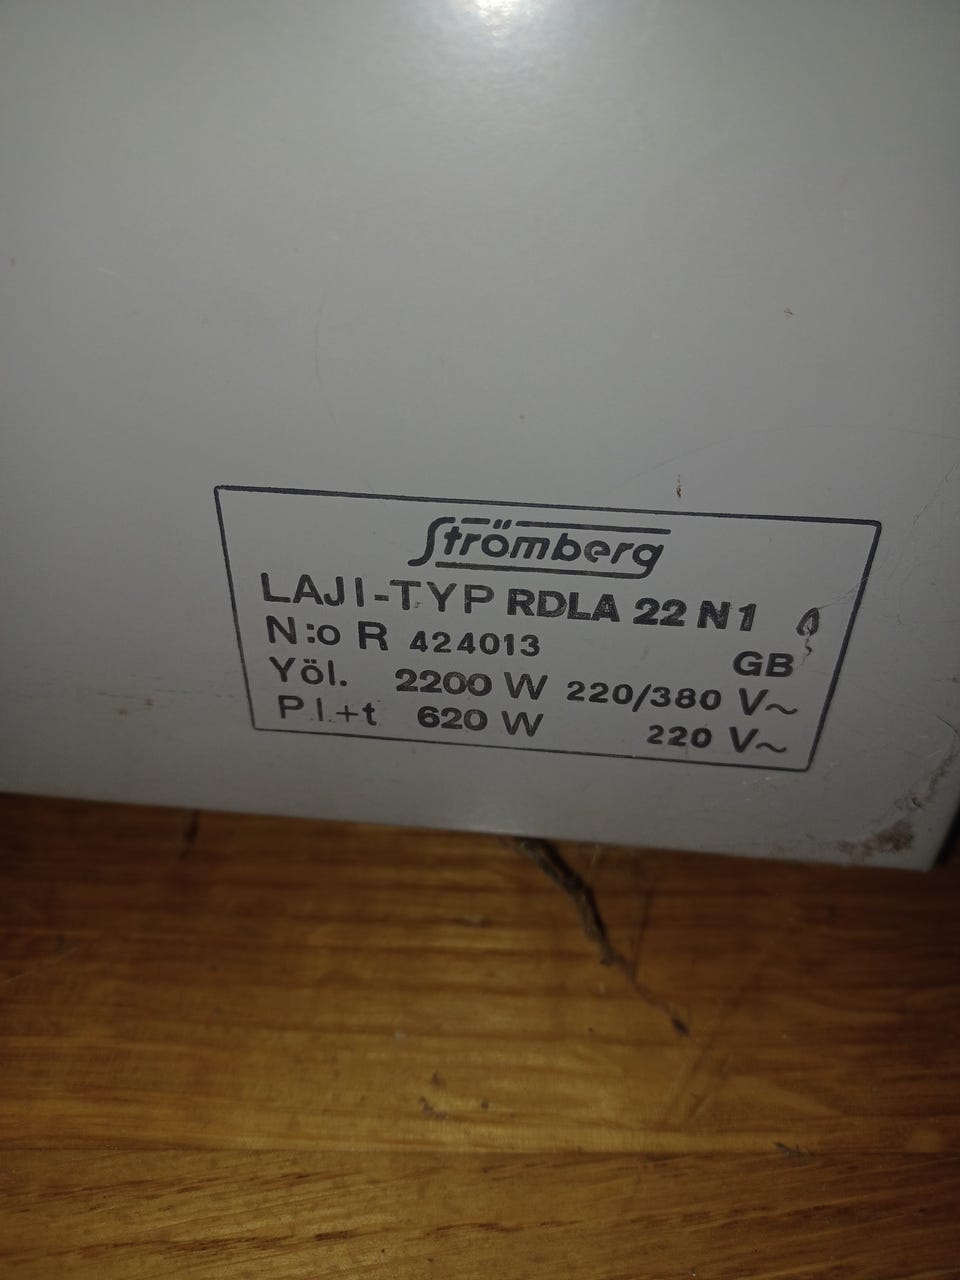 Strömberg
LAJI-TYP RDLA 22 N1
N:o R 424013 GB
Yöl. 2200 W 220/380 V~
P l.+t 620 W 220 V~